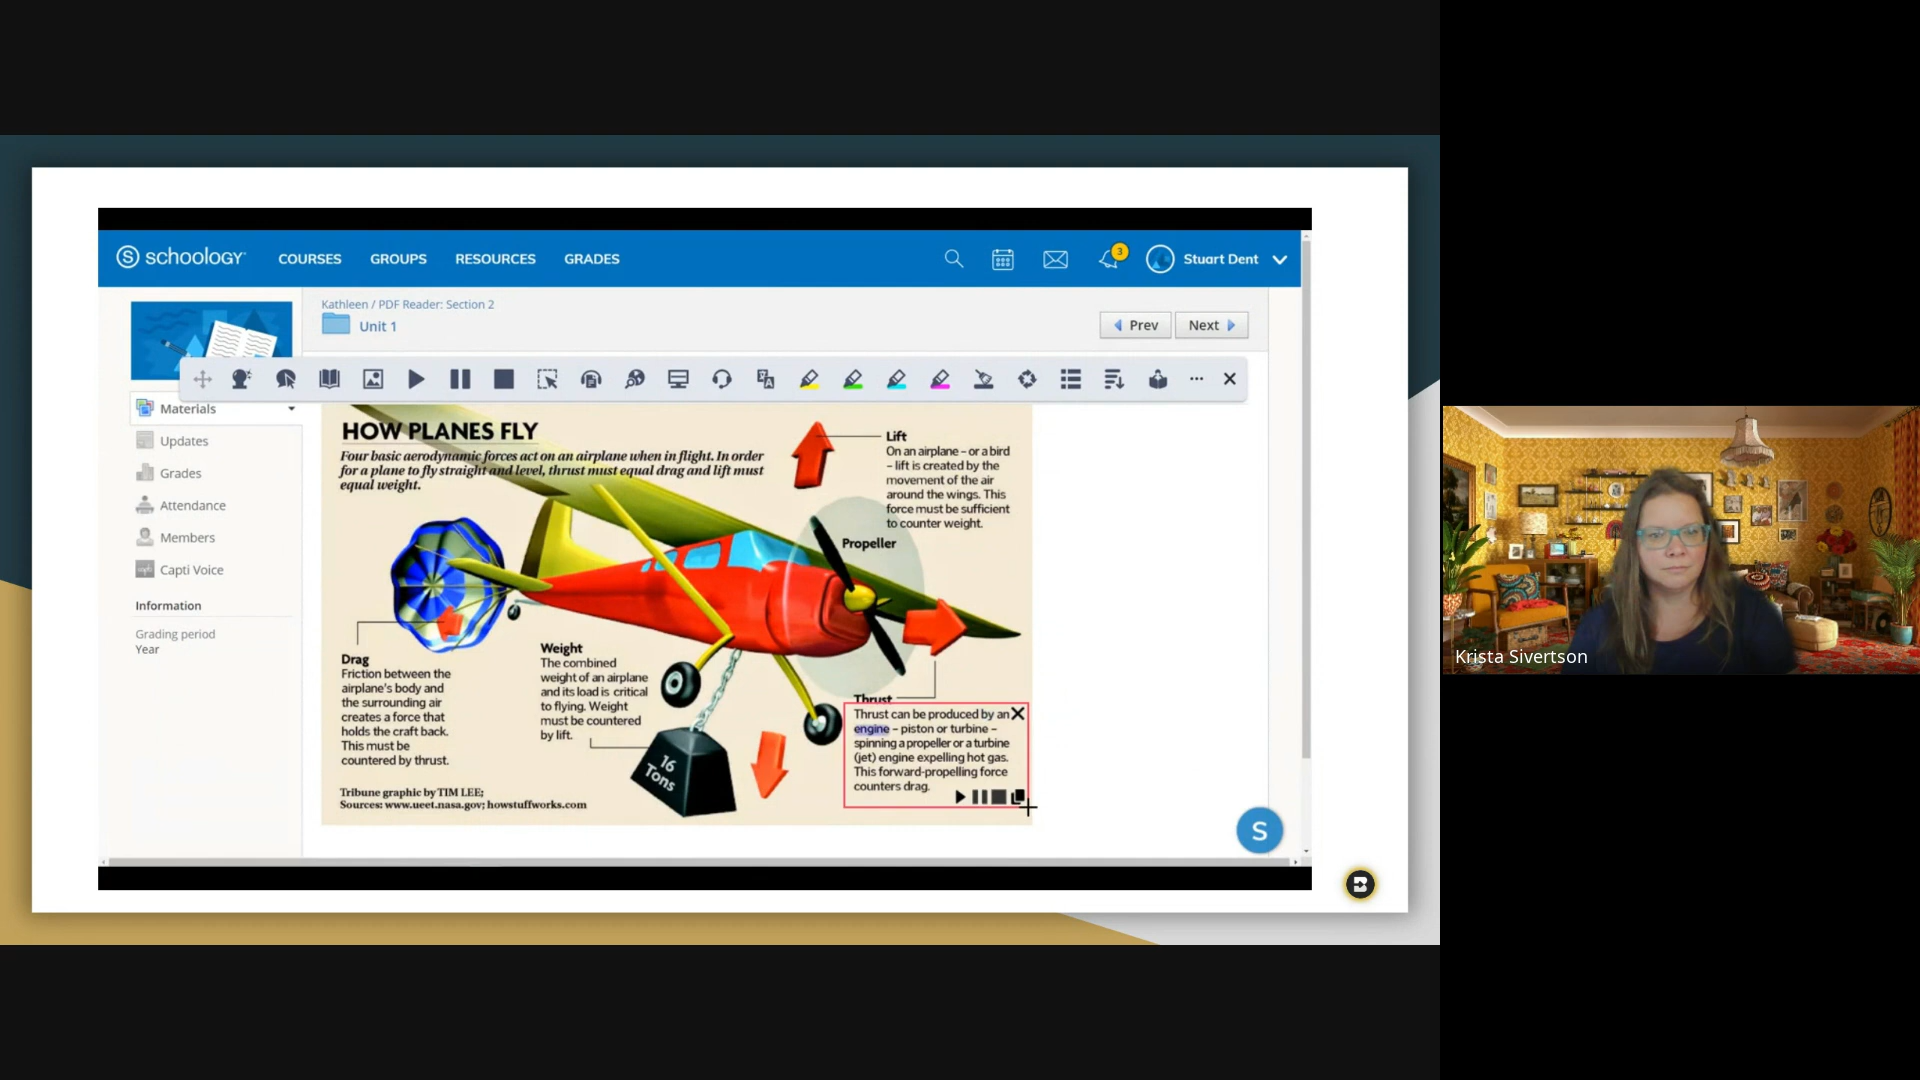 schoology
COURSES
GROUPS
RESOURCES
GRADES
3
Stuart Dent
Kathleen / PDF Reader: Section 2
Unit 1
Prev
Next
Materials
Updates
Grades
Attendance
Members
Capti Voice
Information
Grading period
Year
HOW PLANES FLY
Four basic aerodynamic forces act on an airplane when in flight. In order
for a plane to fly straight and level, thrust must equal drag and lift must
equal weight.
Lift
On an airplane – or a bird
– lift is created by the
movement of the air
around the wings. This
force must be sufficient
to counter weight.
Propeller
Drag
Friction between the
airplane's body and
the surrounding air
creates a force that
holds the craft back.
This must be
countered by thrust.
Weight
The combined
weight of an airplane
and its load is critical
to flying. Weight
must be countered
by lift.
16
Tons
Thrust
Thrust can be produced by an
engine – piston or turbine –
spinning a propeller or a turbine
(jet) engine expelling hot gas.
This forward-propelling force
counters drag.
Tribune graphic by TIM LEE;
Sources: www.ueet.nasa.gov; howstuffworks.com
S
Krista Sivertson